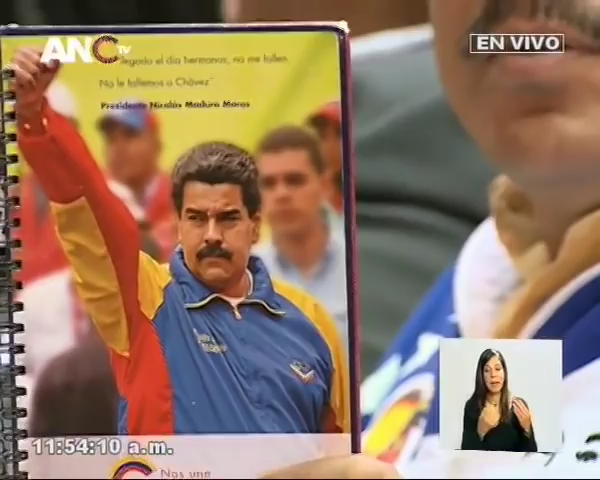 ANC TV
EN VIVO
llegado el día hermanos, no me fallen.
No le fallemos a Chávez"
Presidente Nicolás Maduro Moros
11:54:10 a.m.
Nos une